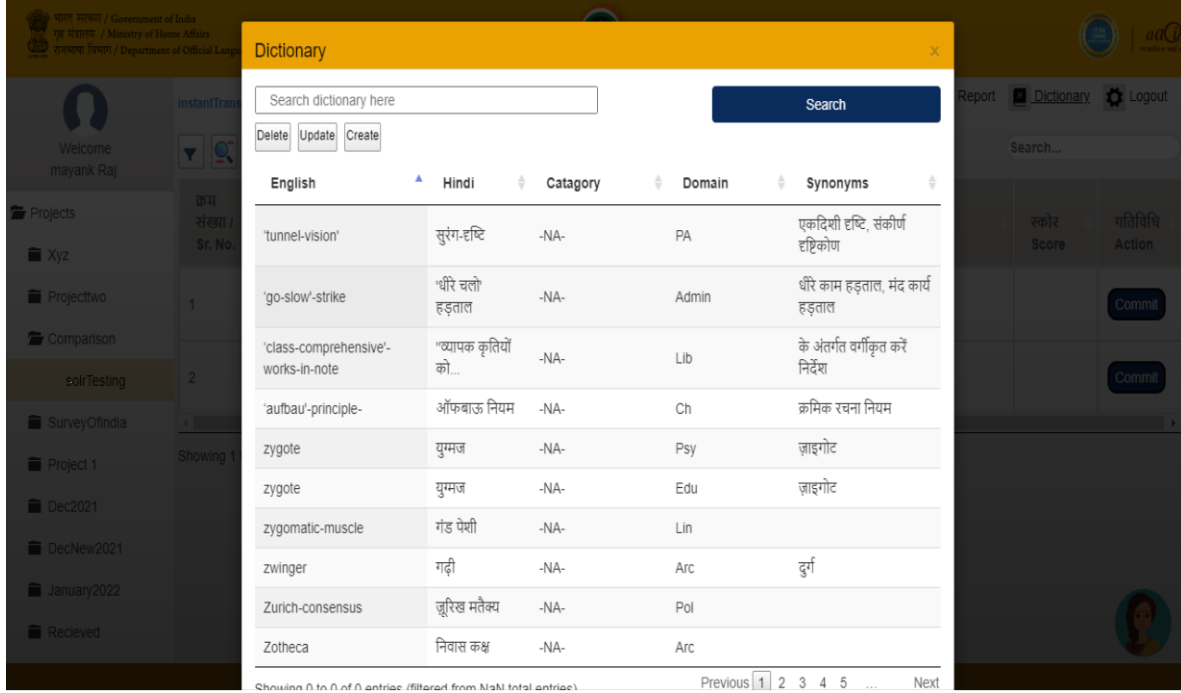 भारत सरकार / Government of India
गृह मंत्रालय / Ministry of Home Affairs
राजभाषा विभाग / Department of Official Langu
Dictionary
×
Search dictionary here
Search
Delete Update Create
instantTrans
Report Dictionary Logout
Welcome
mayank Raj
Search...
English Hindi Catagory Domain Synonyms
क्रम
संख्या /
Sr. No.
स्कोर
Score
गतिविधि
Action
Projects
Xyz
Projecttwo
Comparison
solrTesting
SurveyOfindia
Project 1
Dec2021
DecNew2021
January2022
Recieved
1
Commit
2
Commit
Showing 1
'tunnel-vision' सुरंग-दृष्टि -NA- PA एकदिशी दृष्टि, संकीर्ण
दृष्टिकोण
'go-slow'-strike 'धीरे चलो' -NA- Admin धीरे काम हड़ताल, मंद कार्य
हड़ताल हड़ताल
'class-comprehensive'- "व्यापक कृतियों -NA- Lib के अंतर्गत वर्गीकृत करें
works-in-note को... निर्देश
'aufbau'-principle- ऑफबाऊ नियम -NA- Ch क्रमिक रचना नियम
zygote युग्मज -NA- Psy ज़ाइगोट
zygote युग्मज -NA- Edu ज़ाइगोट
zygomatic-muscle गंड पेशी -NA- Lin
zwinger गढ़ी -NA- Arc दुर्ग
Zurich-consensus ज़ूरिख मतैक्य -NA- Pol
Zotheca निवास कक्ष -NA- Arc
Showing 0 to 0 of 0 entries (filtered from NaN total entries)
Previous 1 2 3 4 5 ... Next